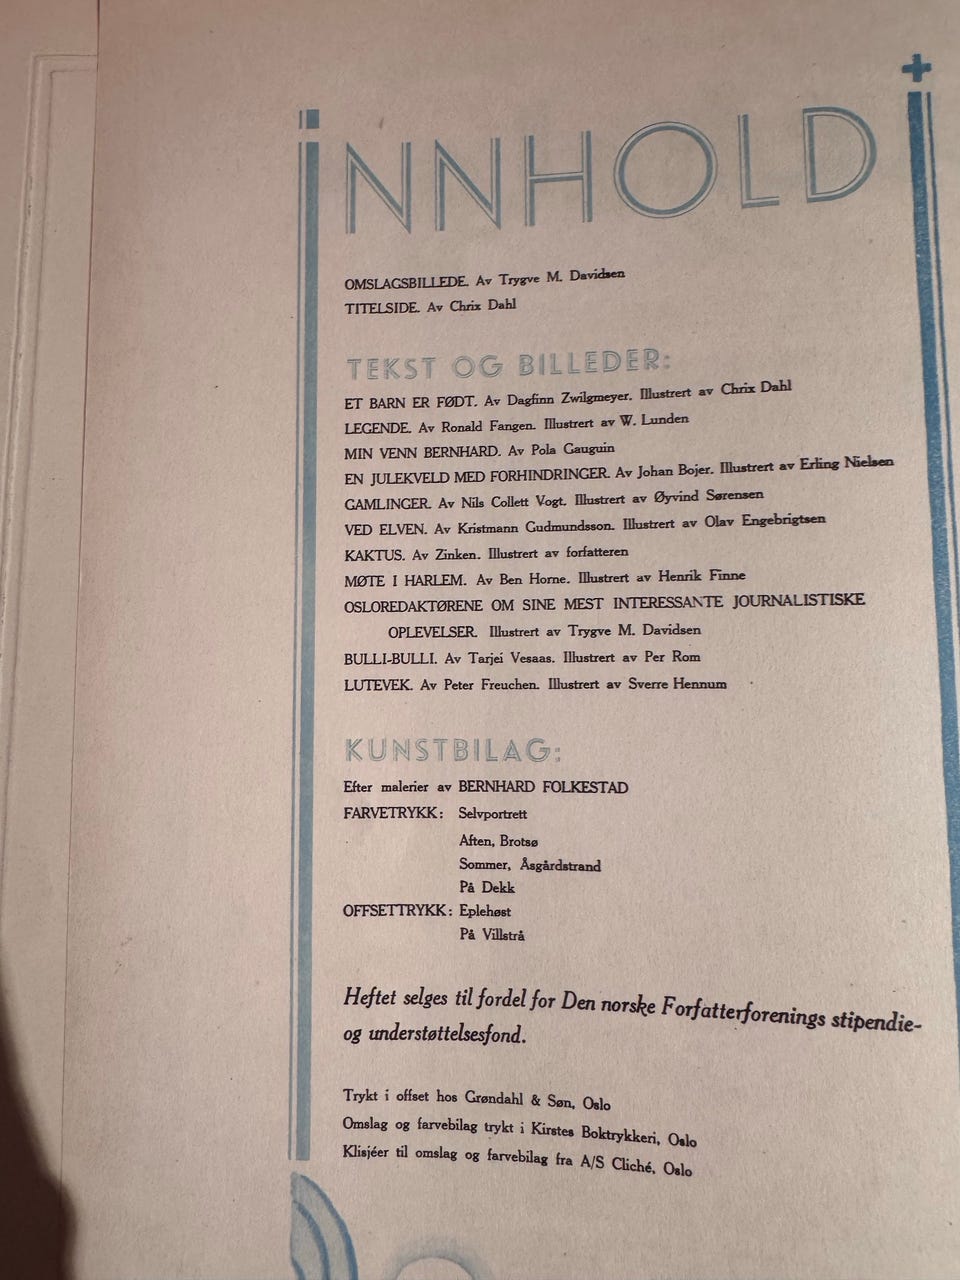 iNNHOLD
OMSLAGSBILLEDE. Av Trygve M. Davidsen
TITELSIDE. Av Chrix Dahl
TEKST OG BILLEDER:
ET BARN ER FØDT. Av Dagfinn Zwilgmeyer. Illustrert av Chrix Dahl
LEGENDE. Av Ronald Fangen. Illustrert av W. Lunden
MIN VENN BERNHARD. Av Pola Gauguin
EN JULEKVELD MED FORHINDRINGER. Av Johan Bojer. Illustrert av Erling Nielsen
GAMLINGER. Av Nils Collett Vogt. Illustrert av Øyvind Sørensen
VED ELVEN. Av Kristmann Gudmundsson. Illustrert av Olav Engebrigtsen
KAKTUS. Av Zinken. Illustrert av forfatteren
MØTE I HARLEM. Av Ben Horne. Illustrert av Henrik Finne
OSLOREDAKTØRENE OM SINE MEST INTERESSANTE JOURNALISTISKE
OPLEVELSER. Illustrert av Trygve M. Davidsen
BULLI-BULLI. Av Tarjei Vesaas. Illustrert av Per Rom
LUTEVEK. Av Peter Freuchen. Illustrert av Sverre Hennum
KUNSTBILAG:
Efter malerier av BERNHARD FOLKESTAD
FARVETRYKK: Selvportrett
Aften, Brotsø
Sommer, Åsgårdstrand
På Dekk
OFFSETTRYKK: Eplehøst
På Villstrå
Heftet selges til fordel for Den norske Forfatterforenings stipendie-
og understøttelsesfond.
Trykt i offset hos Grøndahl & Søn, Oslo
Omslag og farvebilag trykt i Kirstes Boktrykkeri, Oslo
Klisjéer til omslag og farvebilag fra A/S Cliché, Oslo